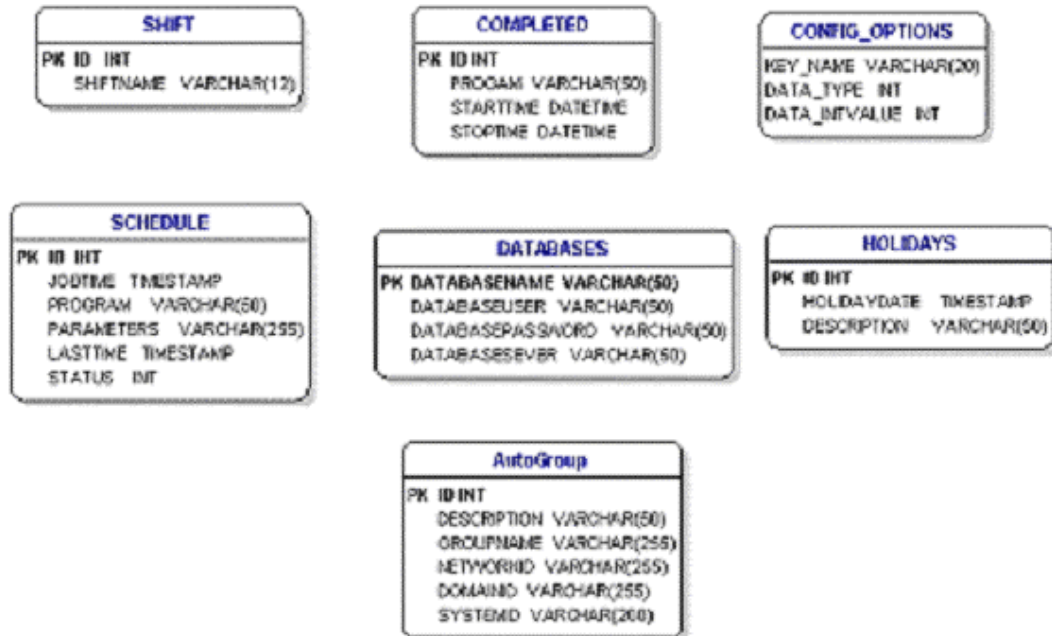 SHIFT
PK ID INT
SHIFTNAME VARCHAR(12)
COMPLETED
PK ID INT
PROGAM VARCHAR(50)
STARTTIME DATETIME
STOPTIME DATETIME
CONFIG_OPTIONS
KEY_NAME VARCHAR(20)
DATA_TYPE INT
DATA_INTVALUE INT
SCHEDULE
PK ID INT
JOBTIME TIMESTAMP
PROGRAM VARCHAR(50)
PARAMETERS VARCHAR(255)
LASTTIME TIMESTAMP
STATUS INT
DATABASES
PK DATABASENAME VARCHAR(50)
DATABASEUSER VARCHAR(50)
DATABASEPASSWORD VARCHAR(50)
DATABASESEVER VARCHAR(50)
HOLIDAYS
PK ID INT
HOLIDAYDATE TIMESTAMP
DESCRIPTION VARCHAR(50)
AutoGroup
PK ID INT
DESCRIPTION VARCHAR(50)
GROUPNAME VARCHAR(255)
NETWORKID VARCHAR(255)
DOMAINID VARCHAR(255)
SYSTEMID VARCHAR(200)